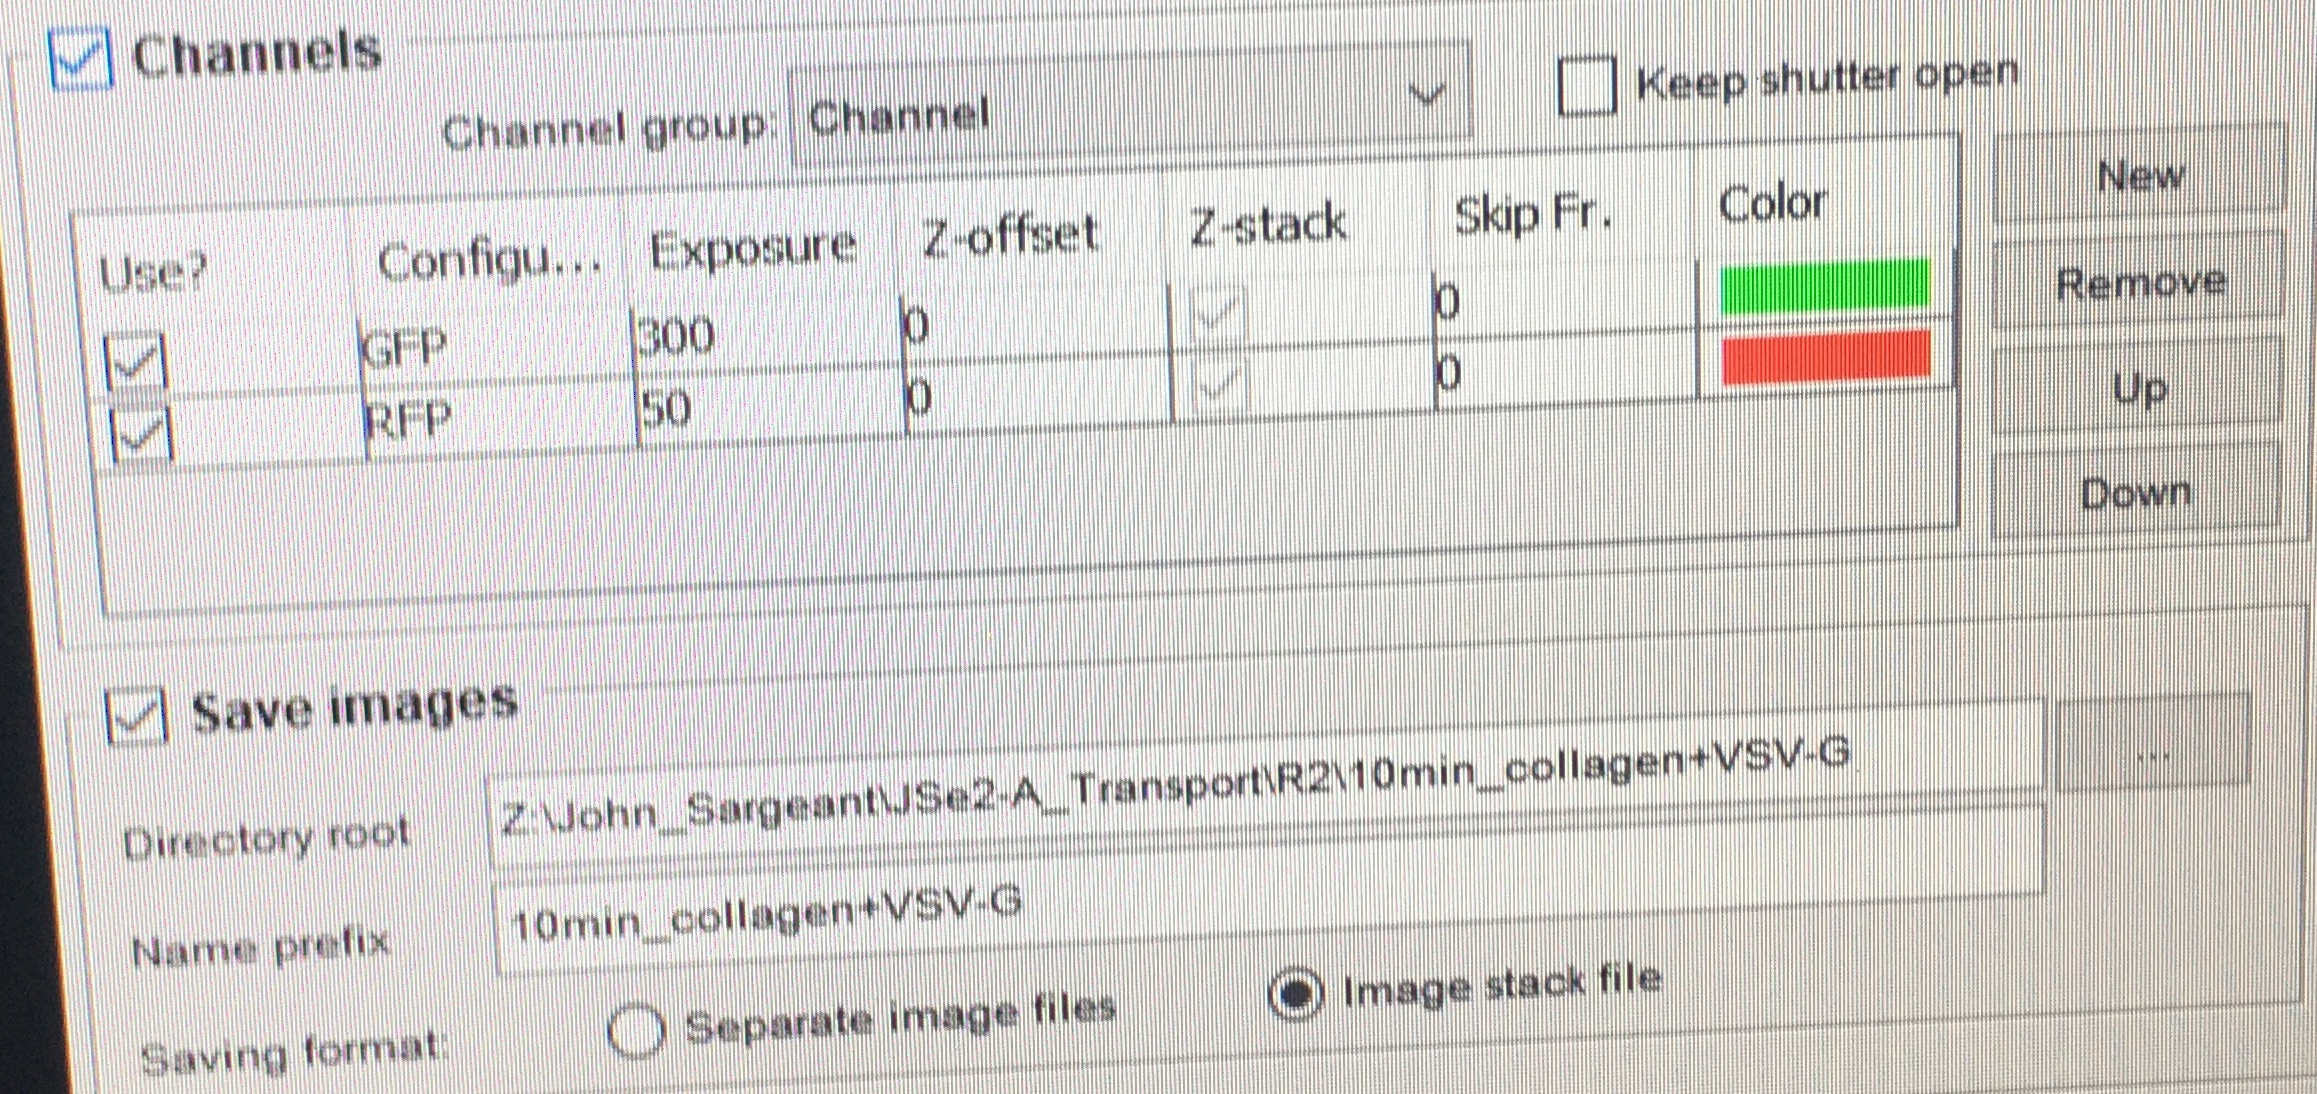 Channels
Channel group: Channel
Keep shutter open
Use? Configu... Exposure Z-offset Z-stack Skip Fr. Color
GFP 300 0 0
RFP 50 0 0
New
Remove
Up
Down
Save images
Directory root Z:\John_Sargeant\JSe2-A_Transport\R2\10min_collagen+VSV-G
...
Name prefix 10min_collagen+VSV-G
Saving format: Separate image files Image stack file